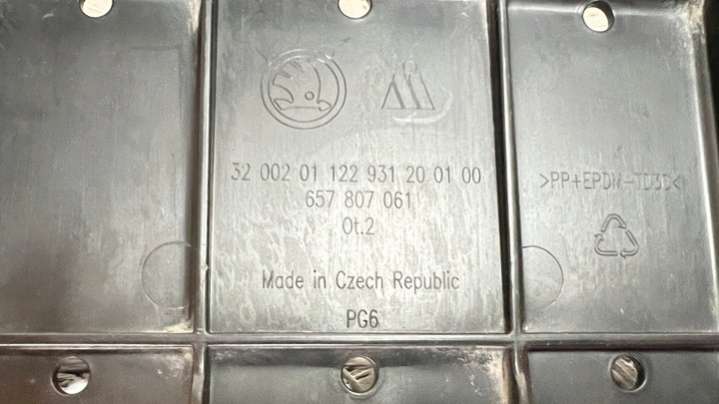 32 002 01 122 931 20 01 00
657 807 061
Ot.2
Made in Czech Republic
PG6
>PP+EPDM-TD30<